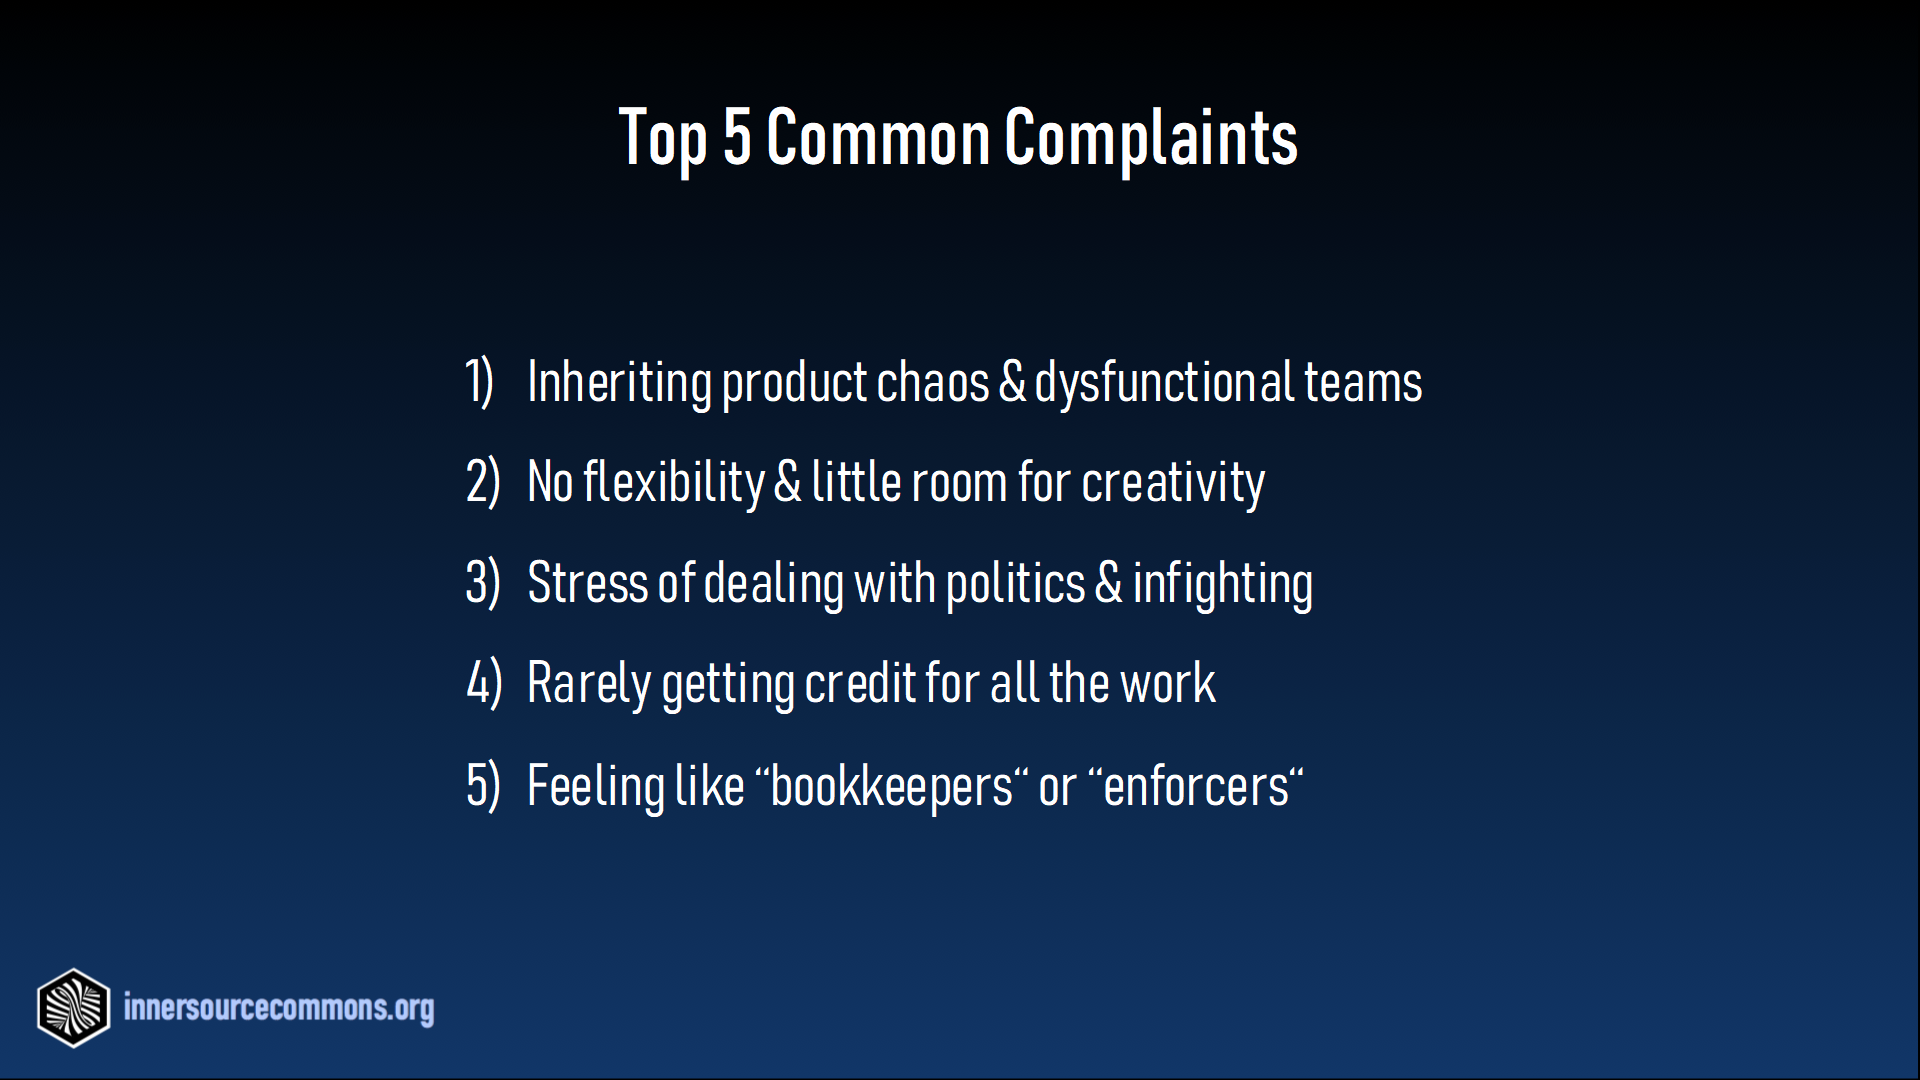 Top 5 Common Complaints
1) Inheriting product chaos & dysfunctional teams
2) No flexibility & little room for creativity
3) Stress of dealing with politics & infighting
4) Rarely getting credit for all the work
5) Feeling like “bookkeepers“ or “enforcers“
innersourcecommons.org